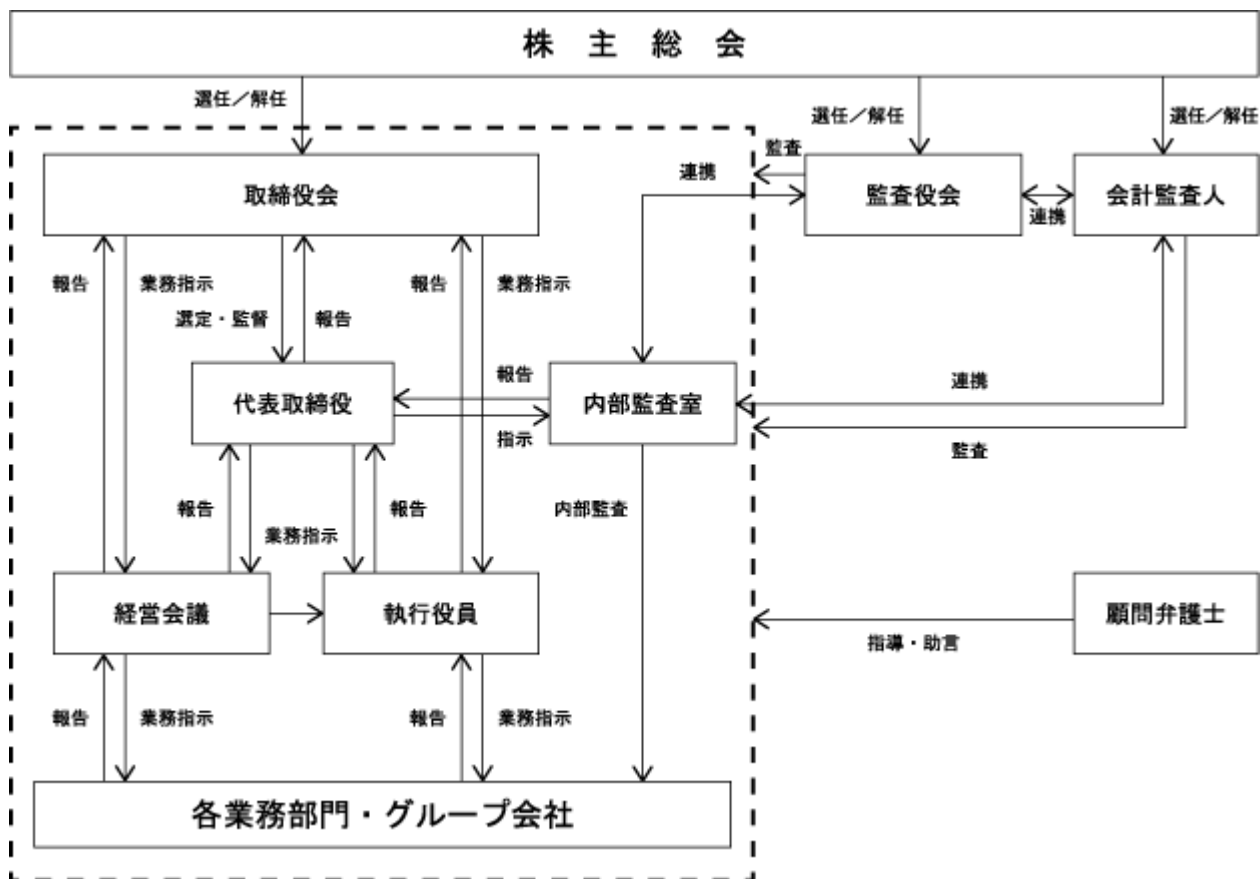 株 主 総 会
選任／解任
選任／解任
選任／解任
監査
連携
取締役会
監査役会
会計監査人
連携
報告
業務指示
報告
業務指示
選定・監督
報告
代表取締役
報告
指示
内部監査室
連携
監査
報告
業務指示
報告
内部監査
経営会議
執行役員
顧問弁護士
指導・助言
報告
業務指示
報告
業務指示
各業務部門・グループ会社